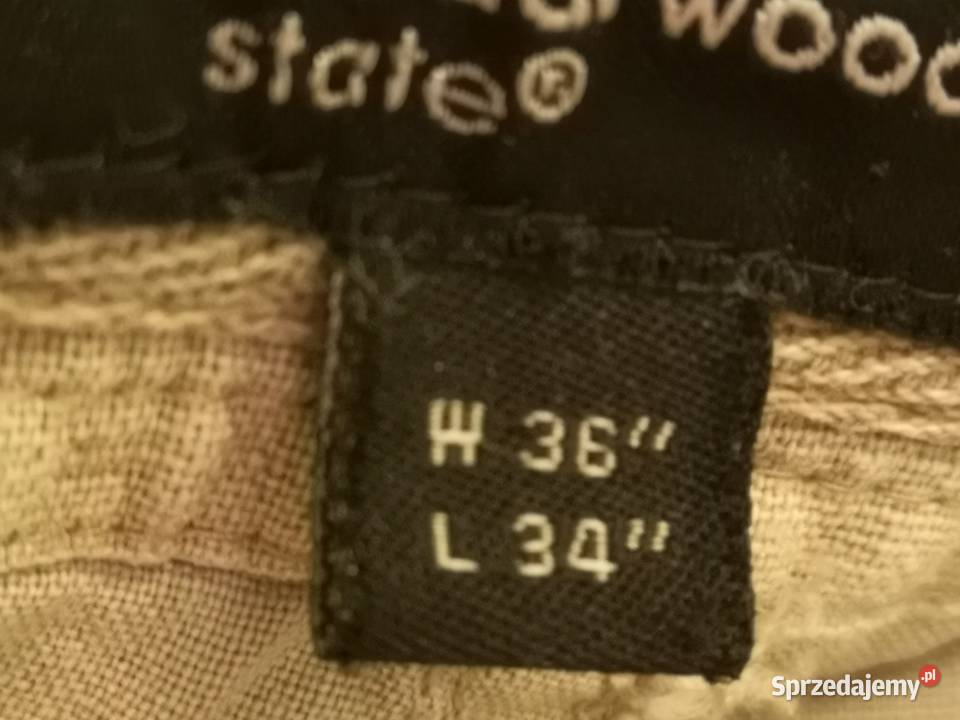 state®
W 36"
L 34"
Sprzedajemy.pl